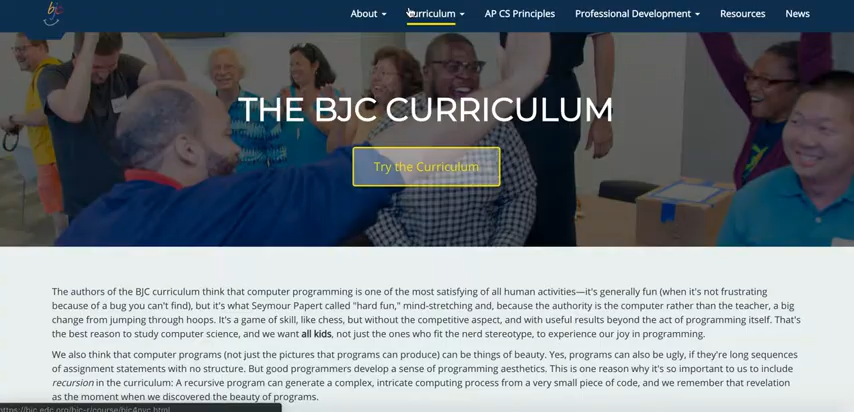 bjc
About Curriculum AP CS Principles Professional Development Resources News
THE BJC CURRICULUM
Try the Curriculum
The authors of the BJC curriculum think that computer programming is one of the most satisfying of all human activities—it's generally fun (when it's not frustrating
because of a bug you can't find), but it's what Seymour Papert called "hard fun," mind-stretching and, because the authority is the computer rather than the teacher, a big
change from jumping through hoops. It's a game of skill, like chess, but without the competitive aspect, and with useful results beyond the act of programming itself. That's
the best reason to study computer science, and we want all kids, not just the ones who fit the nerd stereotype, to experience our joy in programming.
We also think that computer programs (not just the pictures that programs can produce) can be things of beauty. Yes, programs can also be ugly, if they're long sequences
of assignment statements with no structure. But good programmers develop a sense of programming aesthetics. This is one reason why it's so important to us to include
recursion in the curriculum: A recursive program can generate a complex, intricate computing process from a very small piece of code, and we remember that revelation
as the moment when we discovered the beauty of programs.